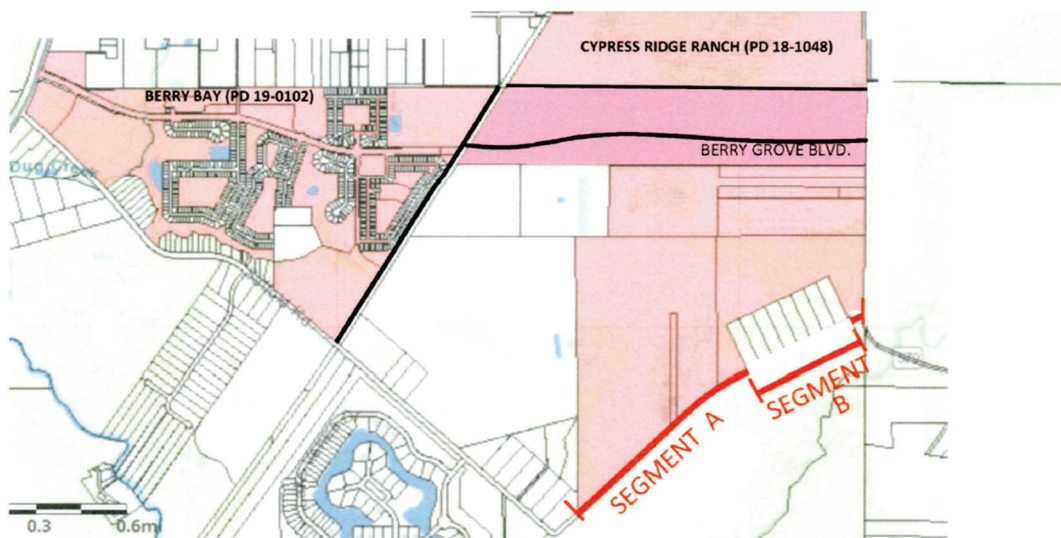 CYPRESS RIDGE RANCH (PD 18-1048)
BERRY BAY (PD 19-0102)
BERRY GROVE BLVD.
SEGMENT A
SEGMENT
B
0.3
0.6mi